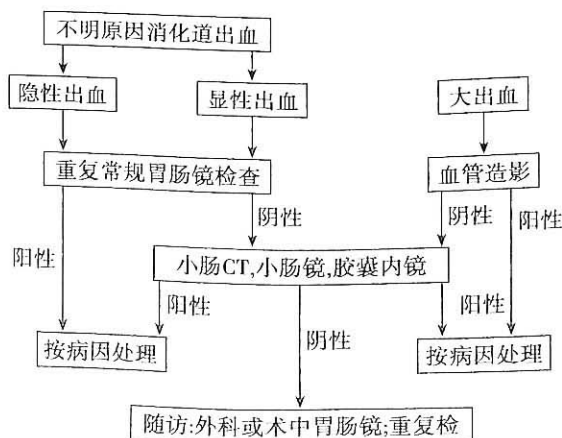 不明原因消化道出血
隐性出血
显性出血
大出血
重复常规胃肠镜检查
血管造影
阴性
阴性
阳性
阳性
小肠CT,小肠镜,胶囊内镜
阳性
阳性
阴性
按病因处理
按病因处理
随访:外科或术中胃肠镜;重复检